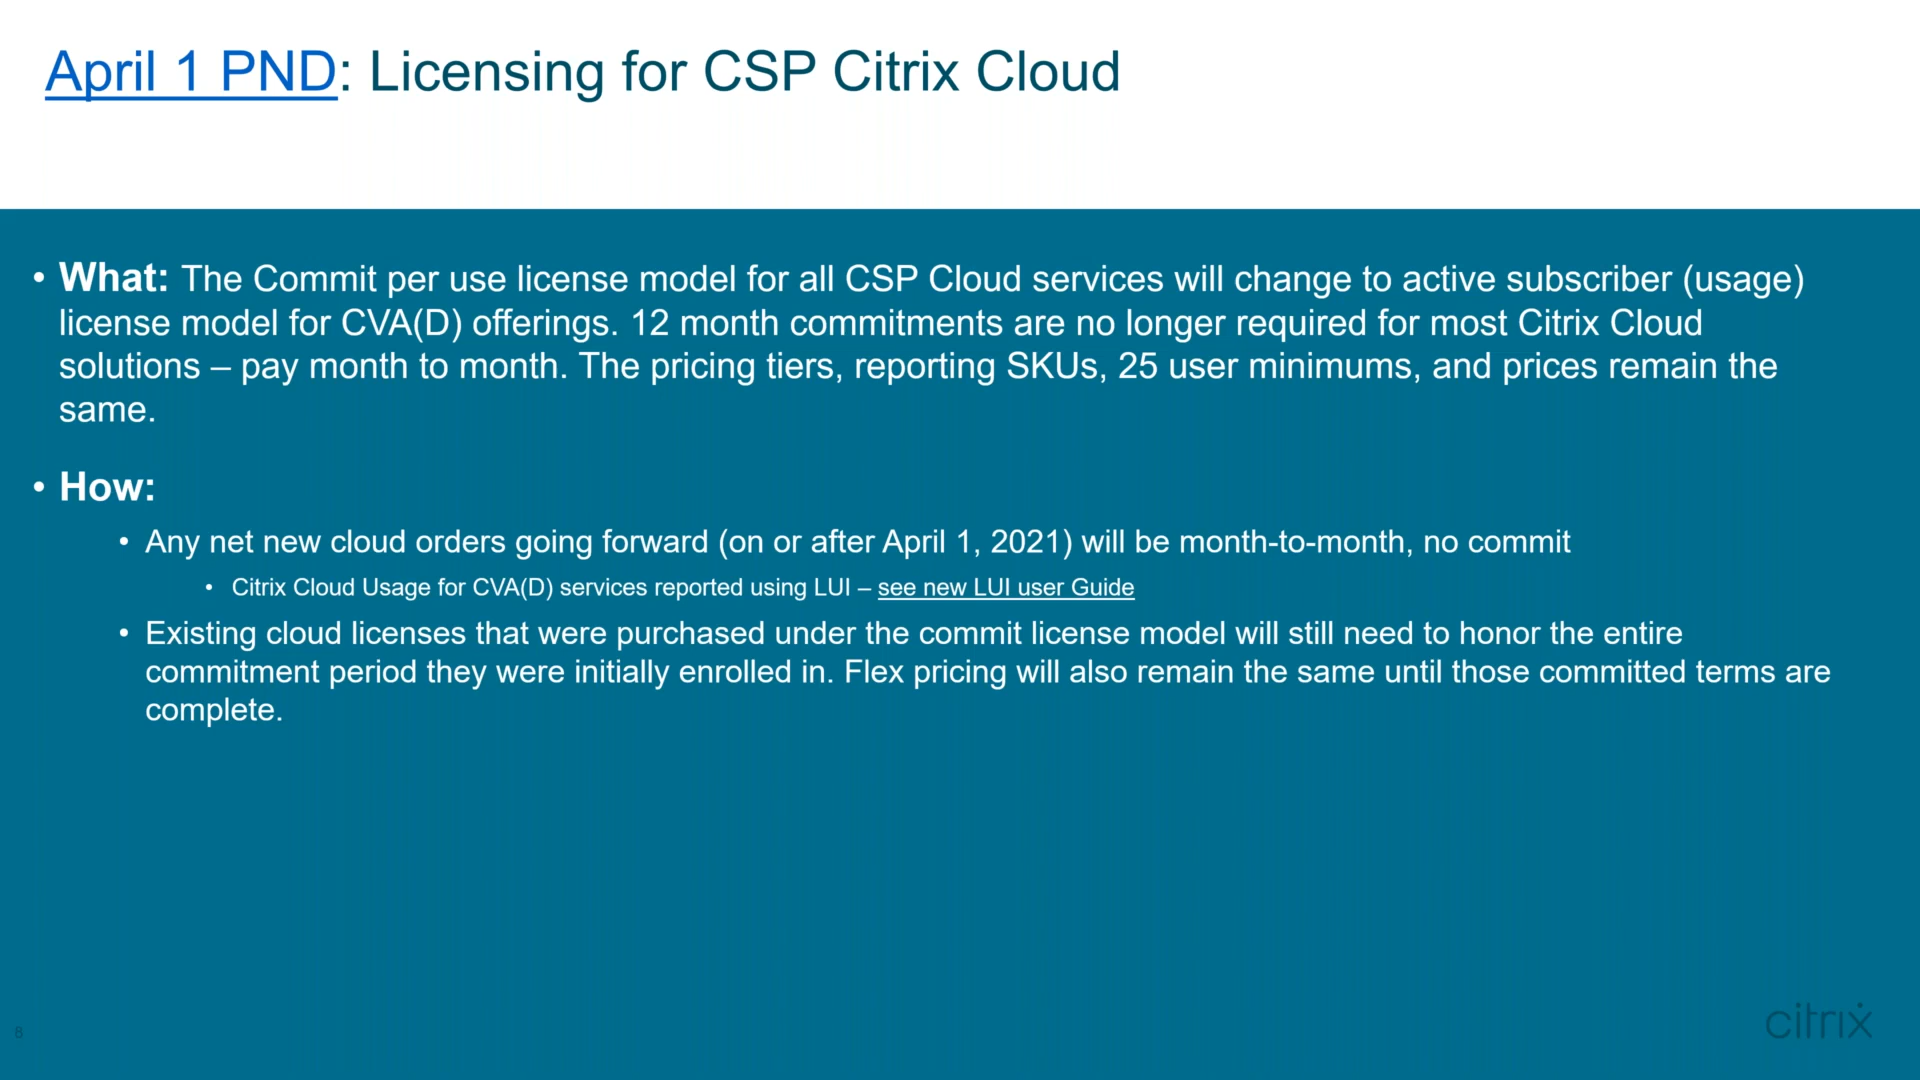 April 1 PND: Licensing for CSP Citrix Cloud
• What: The Commit per use license model for all CSP Cloud services will change to active subscriber (usage)
license model for CVA(D) offerings. 12 month commitments are no longer required for most Citrix Cloud
solutions – pay month to month. The pricing tiers, reporting SKUs, 25 user minimums, and prices remain the
same.
• How:
• Any net new cloud orders going forward (on or after April 1, 2021) will be month-to-month, no commit
• Citrix Cloud Usage for CVA(D) services reported using LUI – see new LUI user Guide
• Existing cloud licenses that were purchased under the commit license model will still need to honor the entire
commitment period they were initially enrolled in. Flex pricing will also remain the same until those committed terms are
complete.
8
citrix